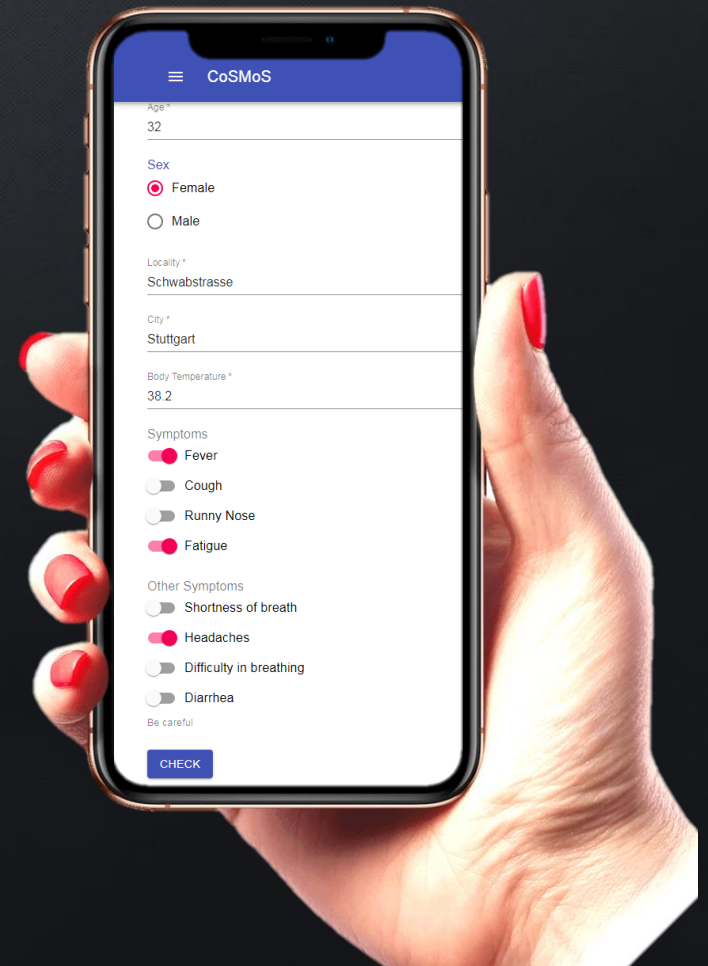 CoSMoS
Age *
32
Sex
Female
Male
Locality *
Schwabstrasse
City *
Stuttgart
Body Temperature *
38.2
Symptoms
Fever
Cough
Runny Nose
Fatigue
Other Symptoms
Shortness of breath
Headaches
Difficulty in breathing
Diarrhea
Be careful
CHECK